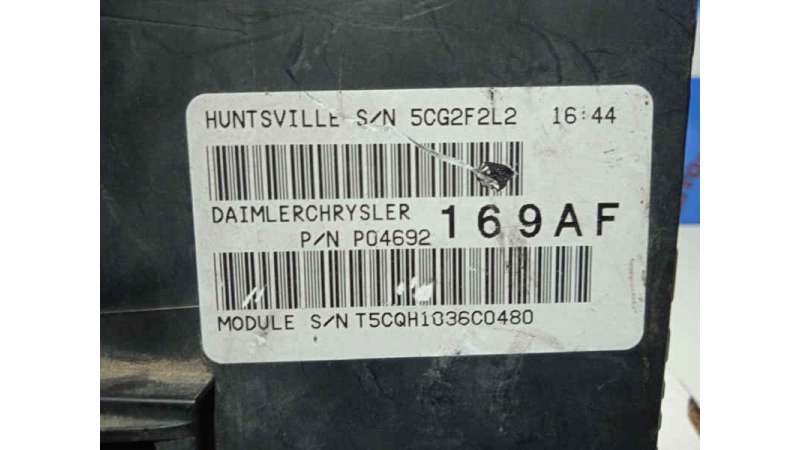 HUNTSVILLE S/N 5CG2F2L2 16:44
DAIMLERCHRYSLER
P/N P04692 169AF
MODULE S/N T5CQH1036C0480